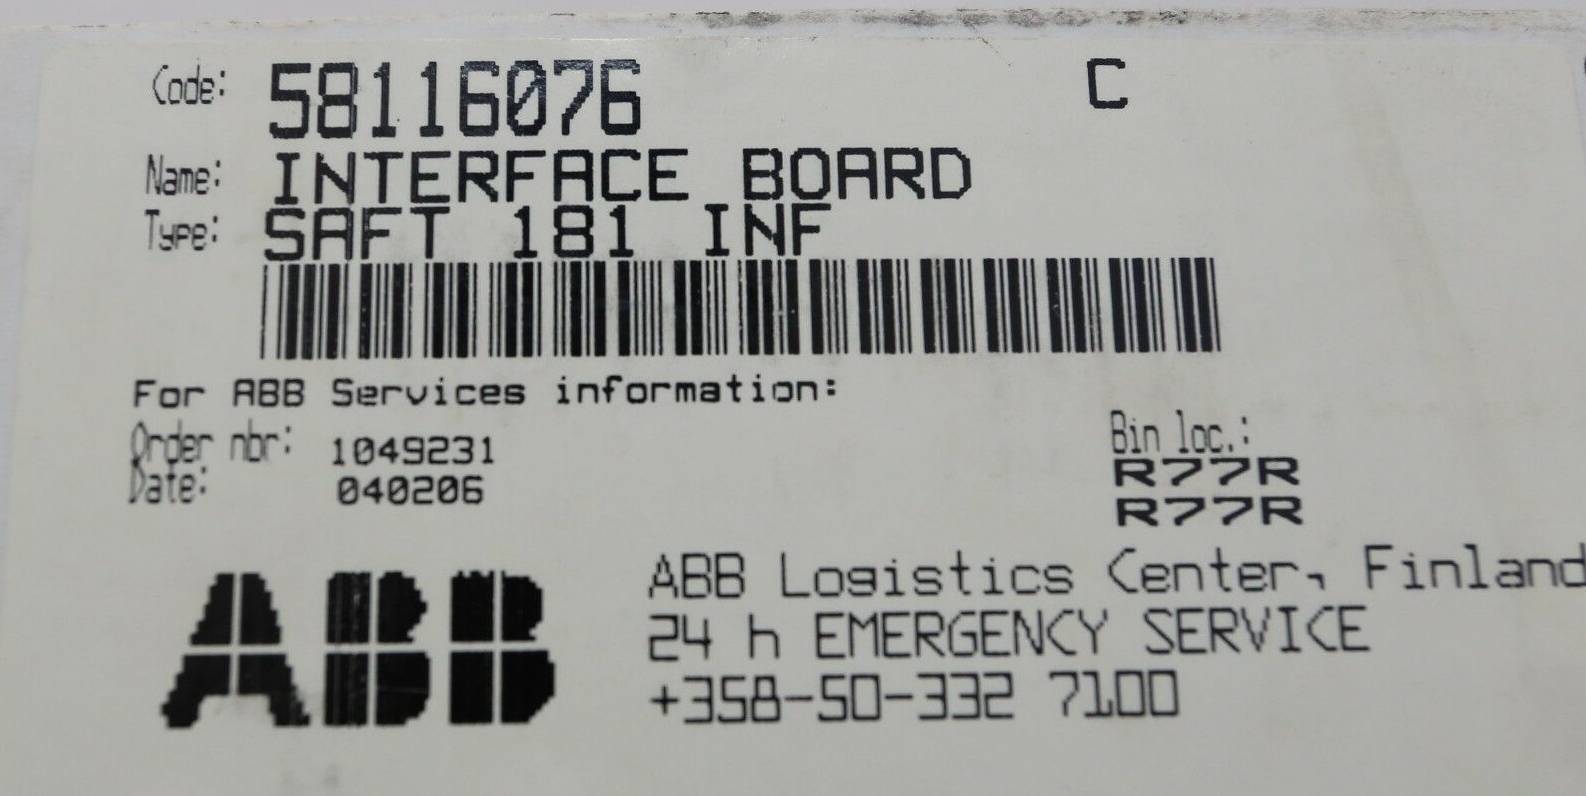 Code: 58116076 C
Name: INTERFACE BOARD
Type: SAFT 181 INF
For ABB Services information:
Order nbr: 1049231
Date: 040206
Bin loc.:
R77R
R77R
ABB
ABB Logistics Center, Finland
24 h EMERGENCY SERVICE
+358-50-332 7100